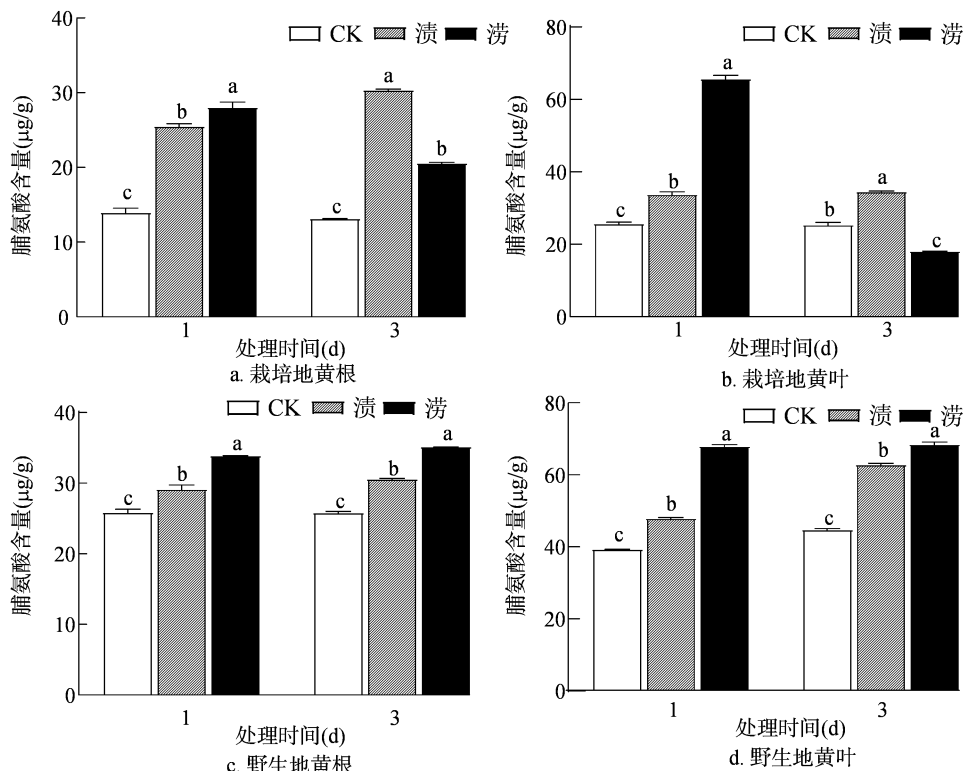 40
30
20
10
0
脯氨酸含量(μg/g)
CK 渍 涝
c b a c a b
1 3
处理时间(d)
a. 栽培地黄根
80
60
40
20
0
脯氨酸含量(μg/g)
CK 渍 涝
c b a b a c
1 3
处理时间(d)
b. 栽培地黄叶
40
30
20
10
0
脯氨酸含量(μg/g)
CK 渍 涝
c b a c b a
1 3
处理时间(d)
c. 野生地黄根
80
60
40
20
0
脯氨酸含量(μg/g)
CK 渍 涝
c b a c b a
1 3
处理时间(d)
d. 野生地黄叶